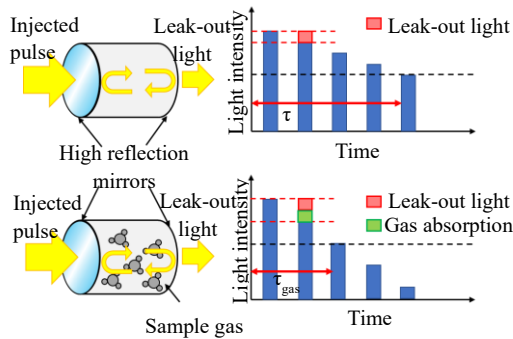 Injected
pulse
Leak-out
light
High reflection
mirrors
Light intensity
Leak-out light
τ
Time
Injected
pulse
Leak-out
light
Sample gas
Light intensity
Leak-out light
Gas absorption
τgas
Time